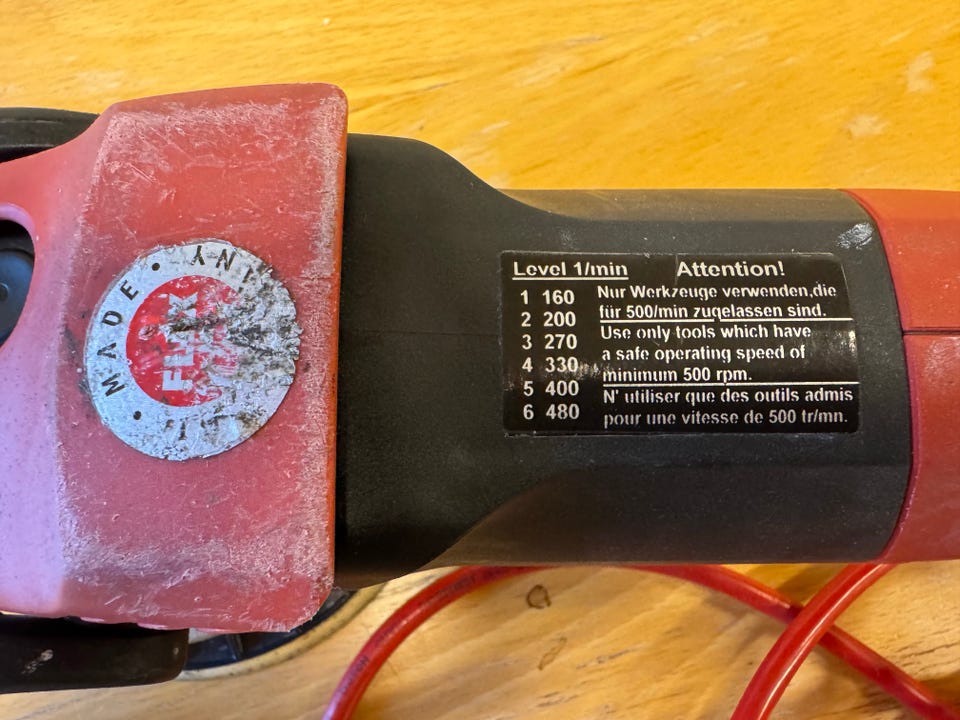 MADE
NY
FLEX
Level 1/min
1 160
2 200
3 270
4 330
5 400
6 480
Attention!
Nur Werkzeuge verwenden,die
für 500/min zugelassen sind.
Use only tools which have
a safe operating speed of
minimum 500 rpm.
N' utiliser que des outils admis
pour une vitesse de 500 tr/mn.